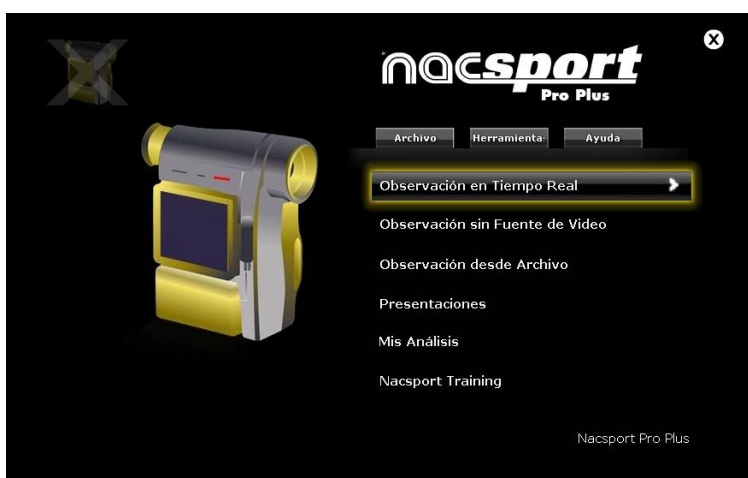 nacsport
Pro Plus
Archivo Herramienta Ayuda
Observación en Tiempo Real
Observación sin Fuente de Video
Observación desde Archivo
Presentaciones
Mis Análisis
Nacsport Training
Nacsport Pro Plus